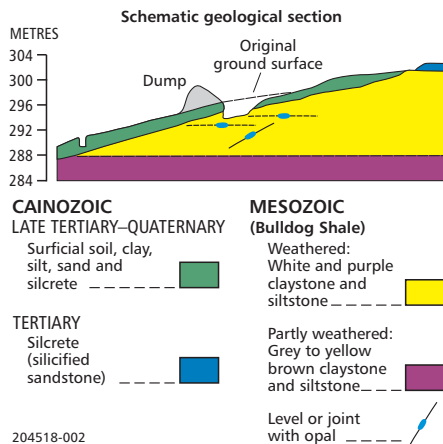 Schematic geological section
METRES
Original
ground surface
Dump
304
300
296
292
288
284
CAINOZOIC
LATE TERTIARY–QUATERNARY
Surficial soil, clay,
silt, sand and
silcrete
TERTIARY
Silcrete
(silicified
sandstone)
MESOZOIC
(Bulldog Shale)
Weathered:
White and purple
claystone and
siltstone
Partly weathered:
Grey to yellow
brown claystone
and siltstone
Level or joint
with opal
204518-002